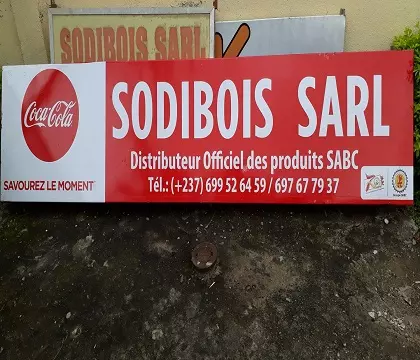 SODIBOIS SARL
Coca-Cola
SAVOUREZ LE MOMENT
SODIBOIS SARL
Distributeur Officiel des produits SABC
Tél.: (+237) 699 52 64 59 / 697 67 79 37